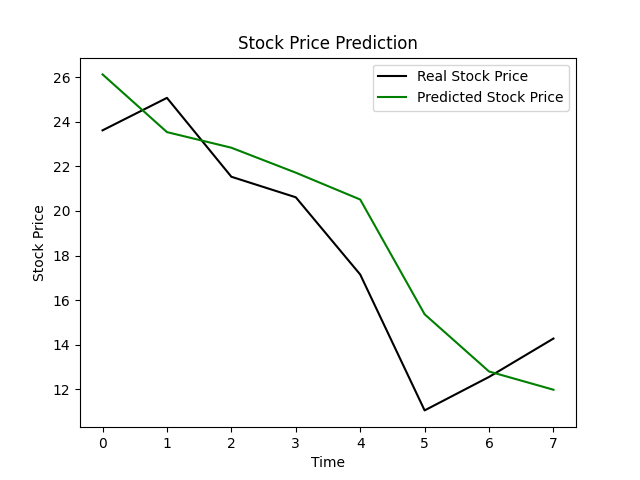 Stock Price Prediction
Real Stock Price
Predicted Stock Price
Stock Price
26
24
22
20
18
16
14
12
0 1 2 3 4 5 6 7
Time